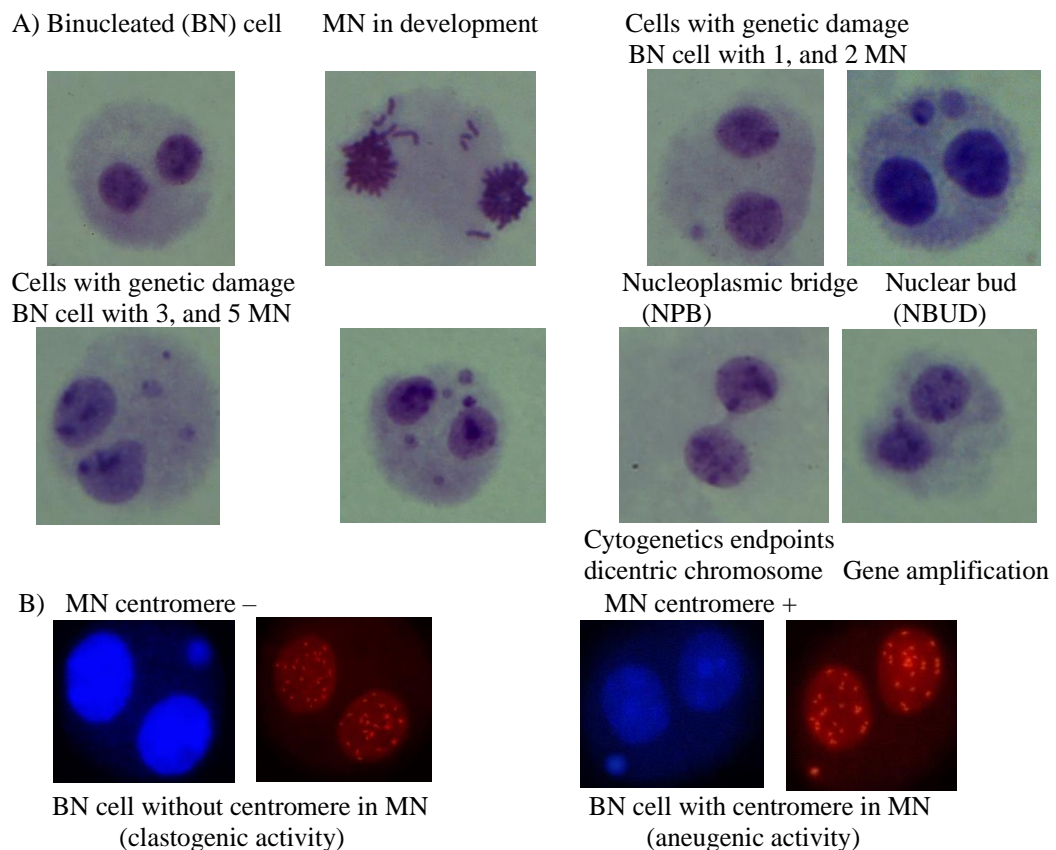 A) Binucleated (BN) cell
MN in development
Cells with genetic damage
BN cell with 1, and 2 MN
Cells with genetic damage
BN cell with 3, and 5 MN
Nucleoplasmic bridge
(NPB)
Nuclear bud
(NBUD)
Cytogenetics endpoints
dicentric chromosome
Gene amplification
B) MN centromere –
MN centromere +
BN cell without centromere in MN
(clastogenic activity)
BN cell with centromere in MN
(aneugenic activity)